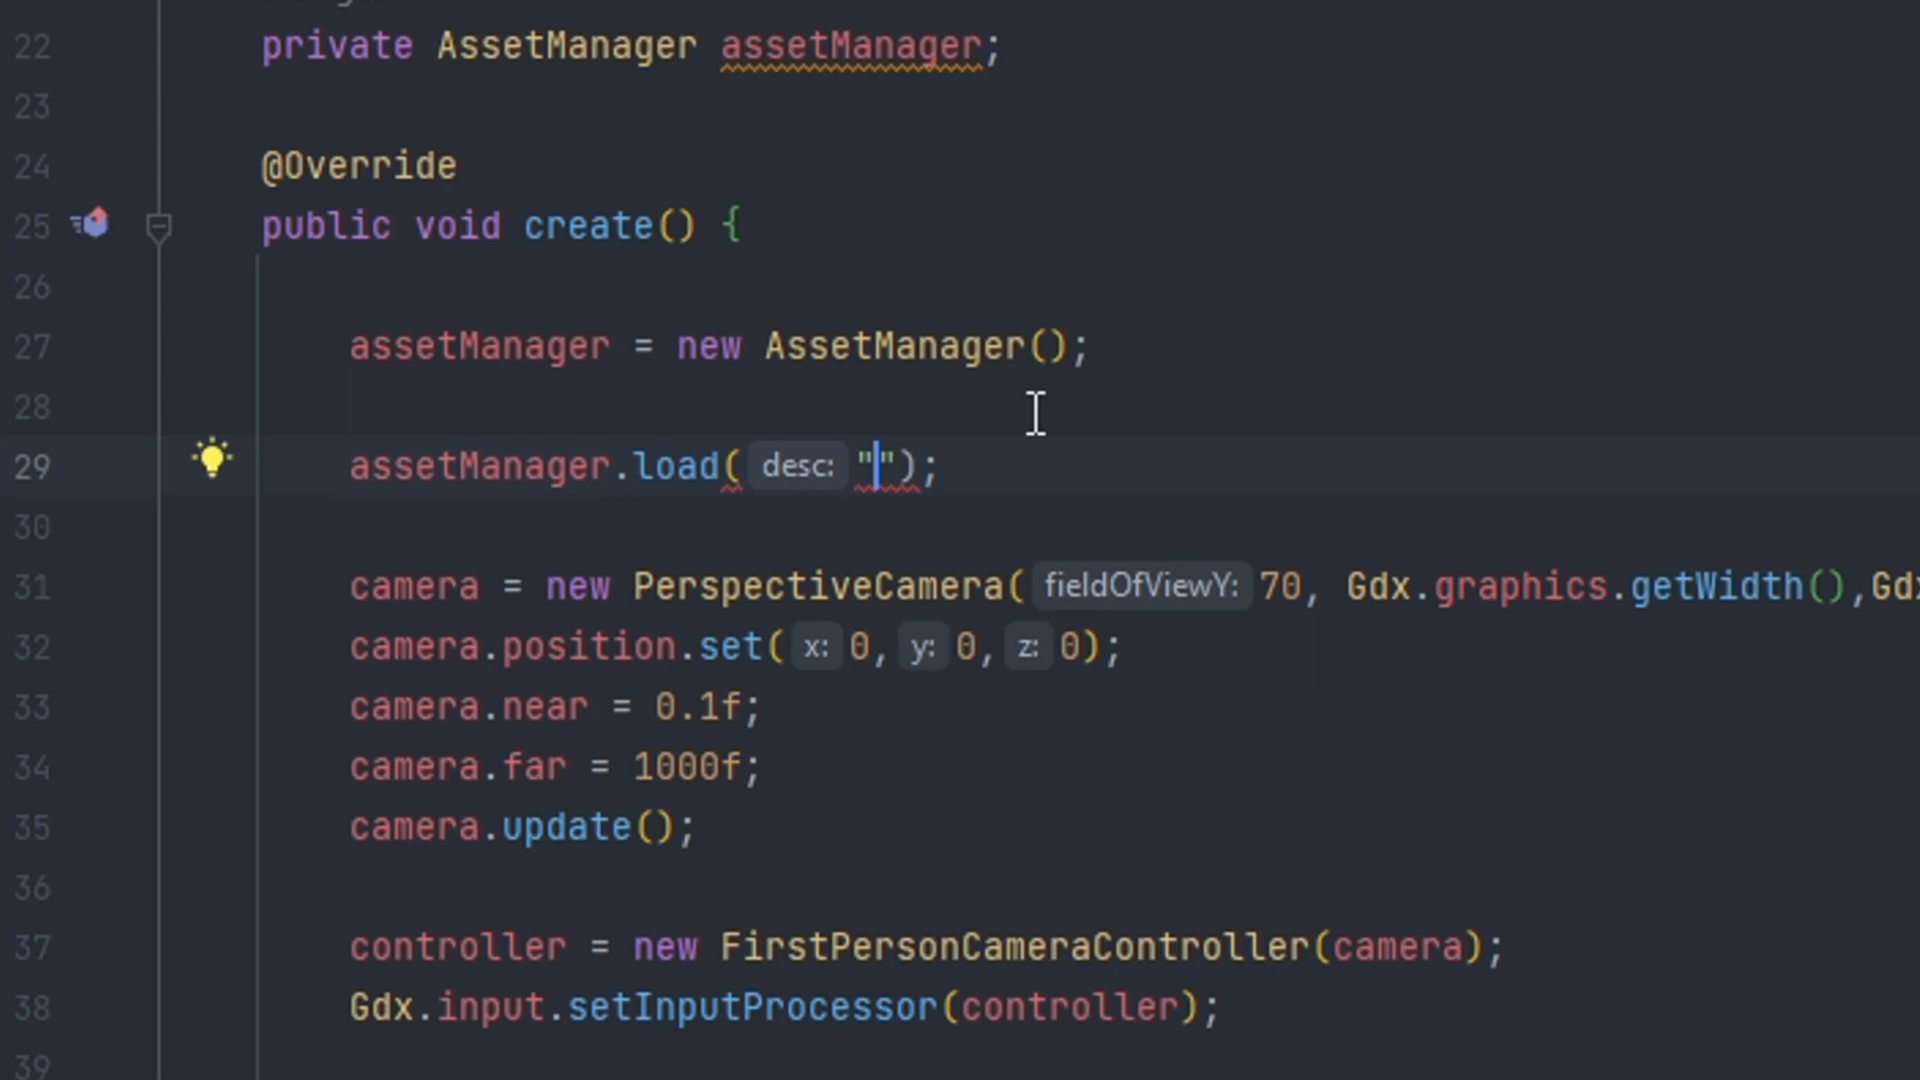 22 private AssetManager assetManager;
23
24 @Override
25 public void create() {
26
27 assetManager = new AssetManager();
28
29 assetManager.load( desc: "");
30
31 camera = new PerspectiveCamera( fieldOfViewY: 70, Gdx.graphics.getWidth(),Gdx
32 camera.position.set( x: 0, y: 0, z: 0);
33 camera.near = 0.1f;
34 camera.far = 1000f;
35 camera.update();
36
37 controller = new FirstPersonCameraController(camera);
38 Gdx.input.setInputProcessor(controller);
39